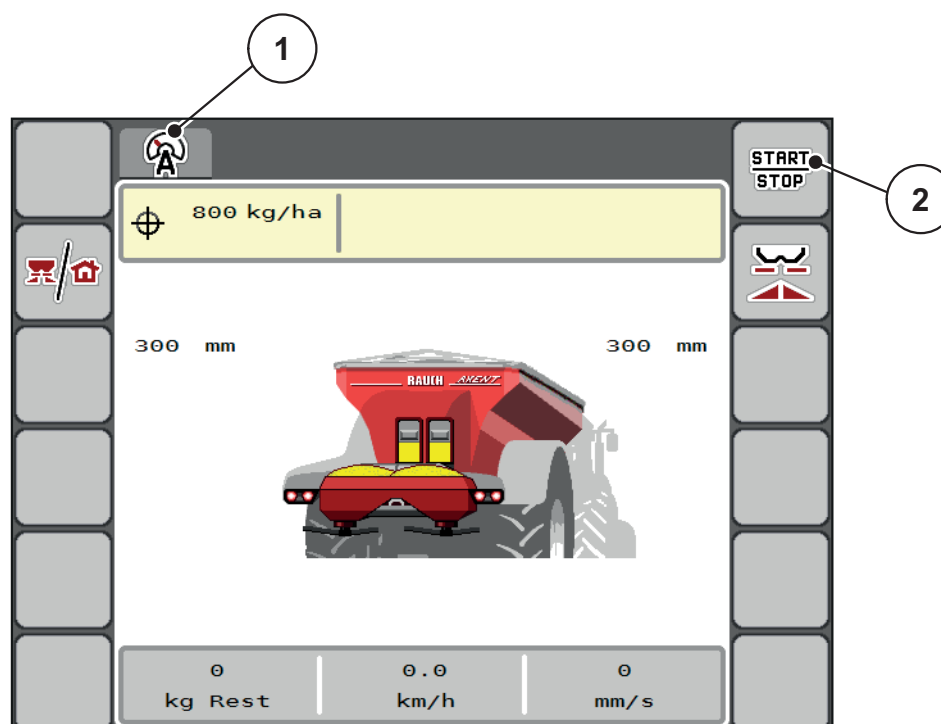 1
A
START
STOP
2
800 kg/ha
300 mm
300 mm
RAUCH AXENT
0
kg Rest
0.0
km/h
0
mm/s